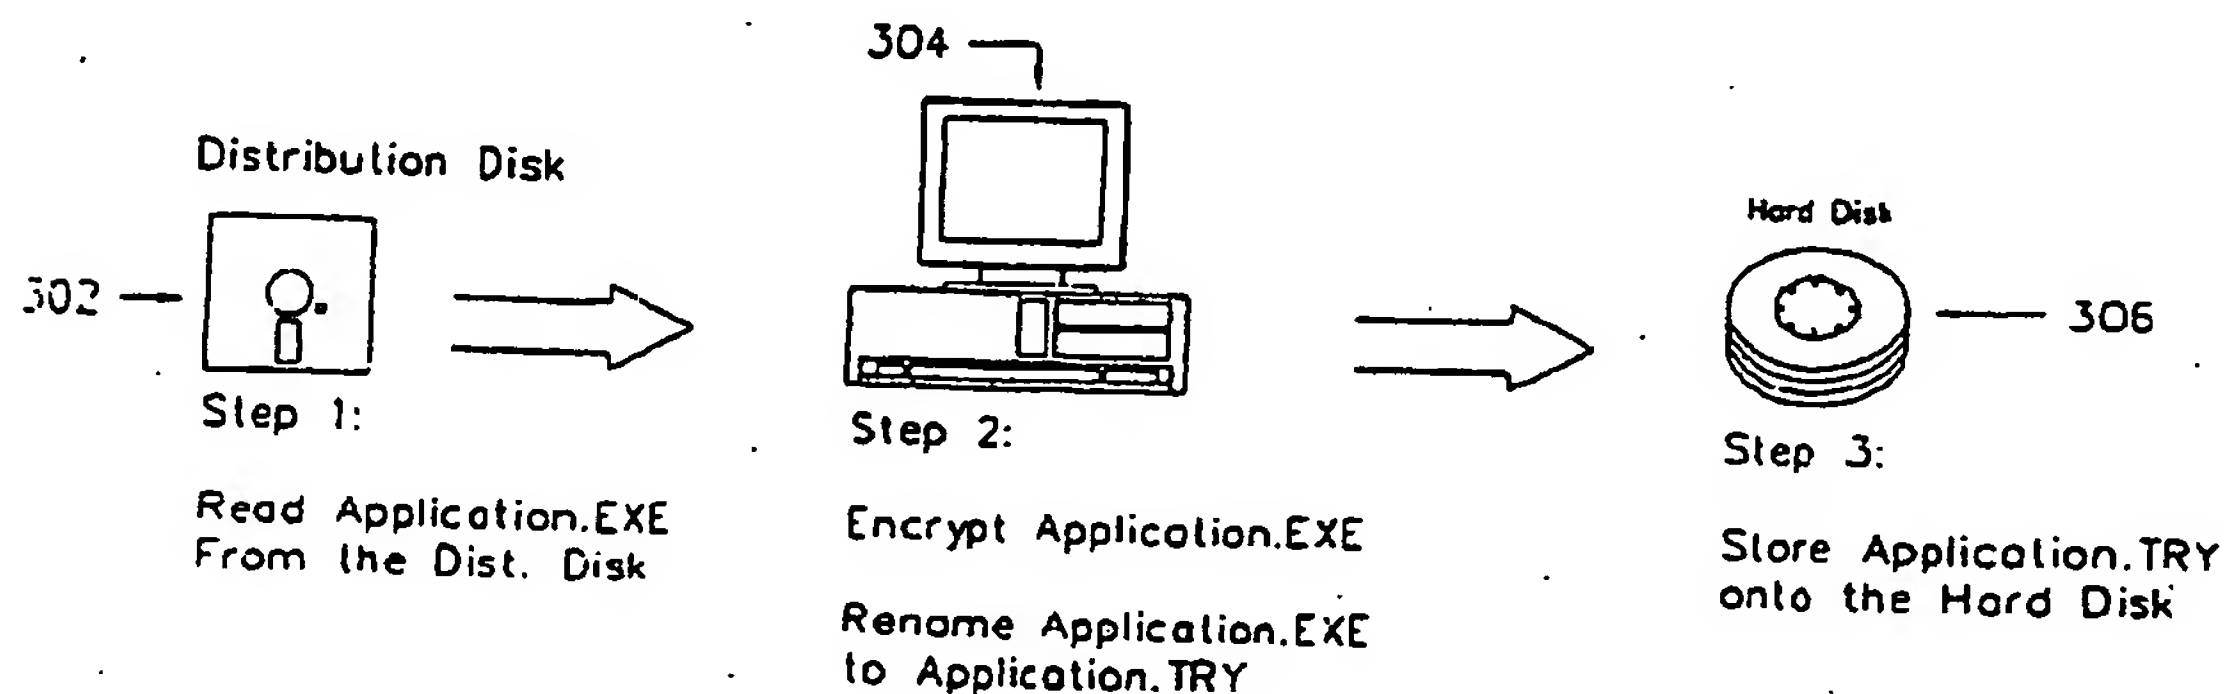 304
Distribution Disk
Hard Disk
302
306
Step 1:
Step 2:
Step 3:
Read Application.EXE
From the Dist. Disk
Encrypt Application.EXE
Rename Application.EXE
to Application.TRY
Store Application.TRY
onto the Hard Disk